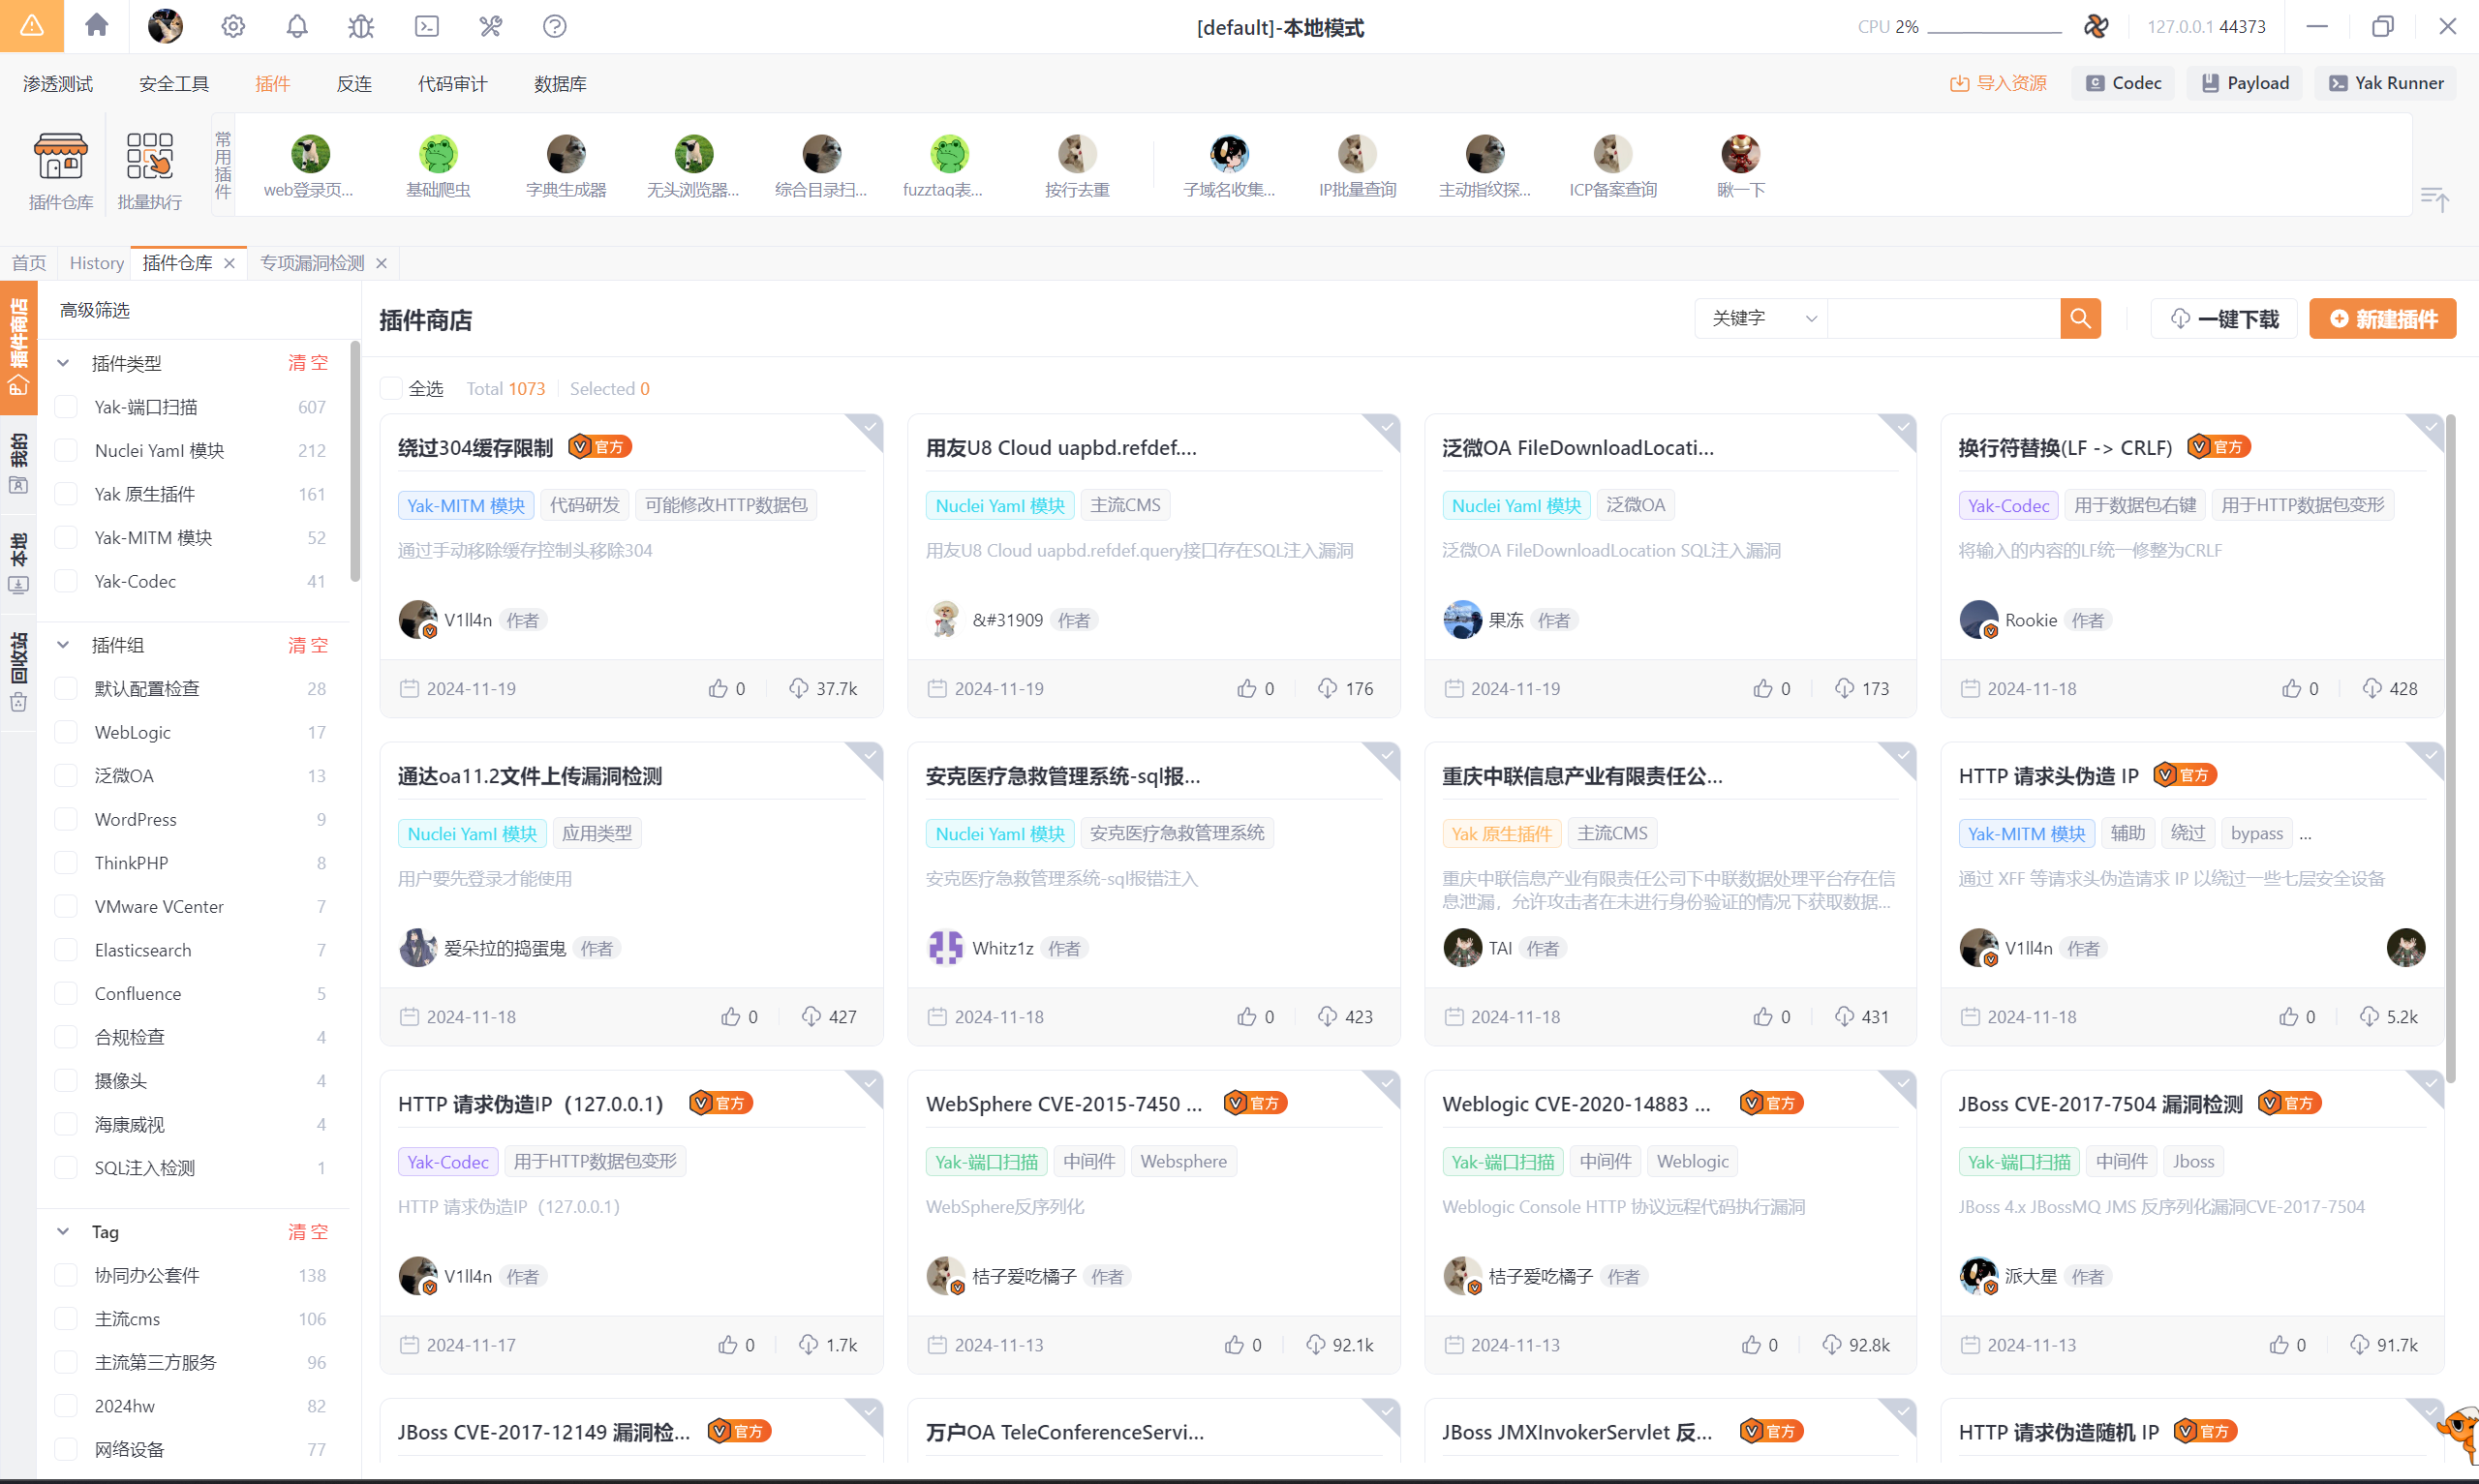 [default]-本地模式
CPU 2%
127.0.0.1 44373
渗透测试 安全工具 插件 反连 代码审计 数据库
导入资源 Codec Payload Yak Runner
插件仓库 批量执行
常用插件
web登录页... 基础爬虫 字典生成器 无头浏览器... 综合目录扫... fuzztag表... 按行去重 子域名收集... IP批量查询 主动指纹探... ICP备案查询 瞅一下
首页 History 插件仓库 专项漏洞检测
插件商店
我的
本地
回收站
高级筛选
插件类型 清空
Yak-端口扫描 607
Nuclei Yaml 模块 212
Yak 原生插件 161
Yak-MITM 模块 52
Yak-Codec 41
插件组 清空
默认配置检查 28
WebLogic 17
泛微OA 13
WordPress 9
ThinkPHP 8
VMware VCenter 7
Elasticsearch 7
Confluence 5
合规检查 4
摄像头 4
海康威视 4
SQL注入检测 1
Tag 清空
协同办公套件 138
主流cms 106
主流第三方服务 96
2024hw 82
网络设备 77
插件商店
关键字 一键下载 新建插件
全选 Total 1073 Selected 0
绕过304缓存限制 官方
Yak-MITM 模块 代码研发 可能修改HTTP数据包
通过手动移除缓存控制头移除304
V1ll4n 作者
2024-11-19 0 37.7k
用友U8 Cloud uapbd.refdef....
Nuclei Yaml 模块 主流CMS
用友U8 Cloud uapbd.refdef.query接口存在SQL注入漏洞
&#31909 作者
2024-11-19 0 176
泛微OA FileDownloadLocati...
Nuclei Yaml 模块 泛微OA
泛微OA FileDownloadLocation SQL注入漏洞
果冻 作者
2024-11-19 0 173
换行符替换(LF -> CRLF) 官方
Yak-Codec 用于数据包右键 用于HTTP数据包变形
将输入的内容的LF统一修整为CRLF
Rookie 作者
2024-11-18 0 428
通达oa11.2文件上传漏洞检测
Nuclei Yaml 模块 应用类型
用户要先登录才能使用
爱朵拉的捣蛋鬼 作者
2024-11-18 0 427
安克医疗急救管理系统-sql报...
Nuclei Yaml 模块 安克医疗急救管理系统
安克医疗急救管理系统-sql报错注入
Whitz1z 作者
2024-11-18 0 423
重庆中联信息产业有限责任公...
Yak 原生插件 主流CMS
重庆中联信息产业有限责任公司下中联数据处理平台存在信
息泄漏，允许攻击者在未进行身份验证的情况下获取数据...
TAI 作者
2024-11-18 0 431
HTTP 请求头伪造 IP 官方
Yak-MITM 模块 辅助 绕过 bypass ...
通过 XFF 等请求头伪造请求 IP 以绕过一些七层安全设备
V1ll4n 作者
2024-11-18 0 5.2k
HTTP 请求伪造IP（127.0.0.1） 官方
Yak-Codec 用于HTTP数据包变形
HTTP 请求伪造IP（127.0.0.1）
V1ll4n 作者
2024-11-17 0 1.7k
WebSphere CVE-2015-7450 ... 官方
Yak-端口扫描 中间件 Websphere
WebSphere反序列化
2024-11-13 0 92.1k
桔子爱吃橘子 作者
Weblogic CVE-2020-14883 ... 官方
Yak-端口扫描 中间件 Weblogic
Weblogic Console HTTP 协议远程代码执行漏洞
桔子爱吃橘子 作者
2024-11-13 0 92.8k
JBoss CVE-2017-7504 漏洞检测 官方
Yak-端口扫描 中间件 Jboss
JBoss 4.x JBossMQ JMS 反序列化漏洞CVE-2017-7504
派大星 作者
2024-11-13 0 91.7k
JBoss CVE-2017-12149 漏洞检... 官方
万户OA TeleConferenceServi...
JBoss JMXInvokerServlet 反... 官方
HTTP 请求伪造随机 IP 官方